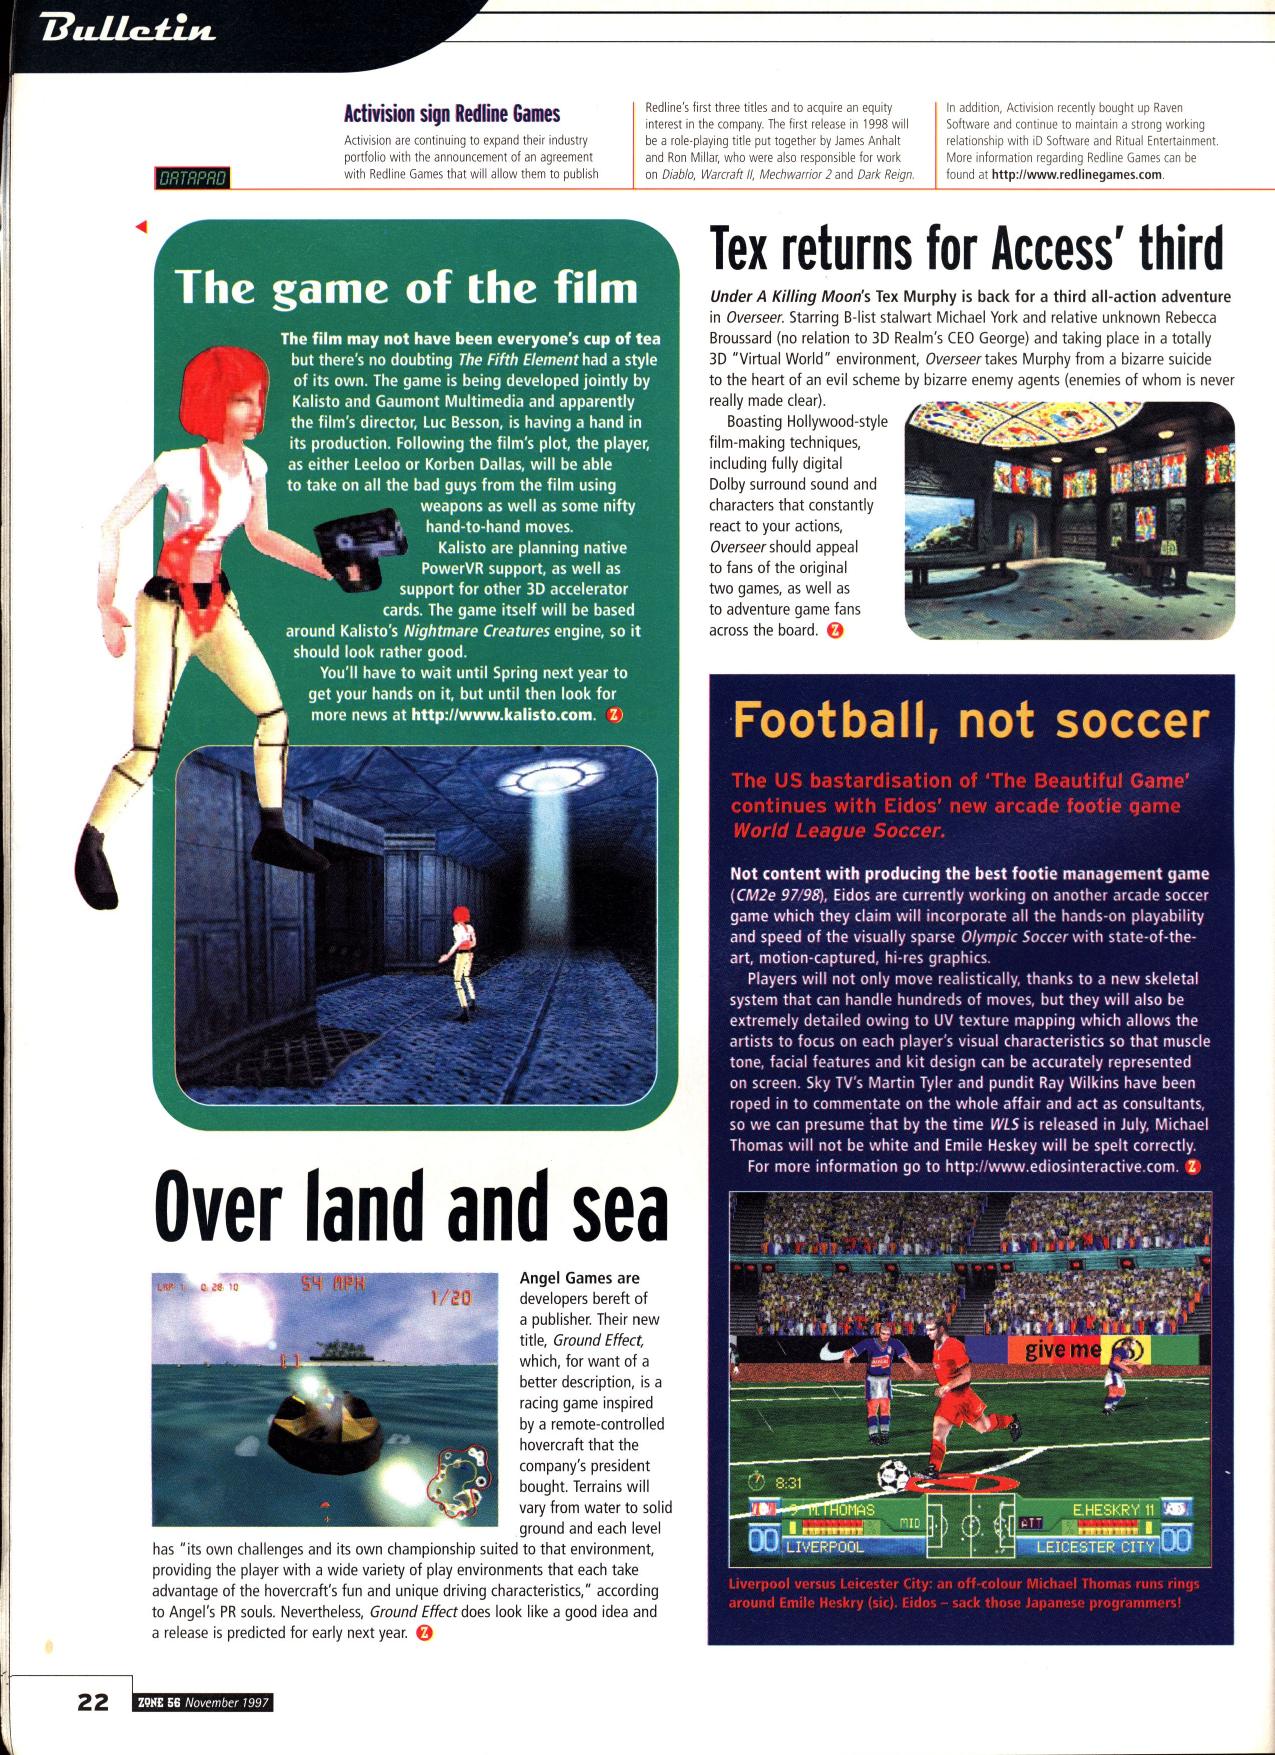 Bulletin
DATAPAD
Activision sign Redline Games
Activision are continuing to expand their industry
portfolio with the announcement of an agreement
with Redline Games that will allow them to publish
Redline's first three titles and to acquire an equity
interest in the company. The first release in 1998 will
be a role-playing title put together by James Anhalt
and Ron Millar, who were also responsible for work
on Diablo, Warcraft II, Mechwarrior 2 and Dark Reign.
In addition, Activision recently bought up Raven
Software and continue to maintain a strong working
relationship with iD Software and Ritual Entertainment.
More information regarding Redline Games can be
found at http://www.redlinegames.com.
The game of the film
The film may not have been everyone's cup of tea
but there's no doubting The Fifth Element had a style
of its own. The game is being developed jointly by
Kalisto and Gaumont Multimedia and apparently
the film's director, Luc Besson, is having a hand in
its production. Following the film's plot, the player,
as either Leeloo or Korben Dallas, will be able
to take on all the bad guys from the film using
weapons as well as some nifty
hand-to-hand moves.
Kalisto are planning native
PowerVR support, as well as
support for other 3D accelerator
cards. The game itself will be based
around Kalisto's Nightmare Creatures engine, so it
should look rather good.
You'll have to wait until Spring next year to
get your hands on it, but until then look for
more news at http://www.kalisto.com. Z
Over land and sea
LAP 1 0:28:10
54 MPH
1/20
Angel Games are
developers bereft of
a publisher. Their new
title, Ground Effect,
which, for want of a
better description, is a
racing game inspired
by a remote-controlled
hovercraft that the
company's president
bought. Terrains will
vary from water to solid
ground and each level
has "its own challenges and its own championship suited to that environment,
providing the player with a wide variety of play environments that each take
advantage of the hovercraft's fun and unique driving characteristics," according
to Angel's PR souls. Nevertheless, Ground Effect does look like a good idea and
a release is predicted for early next year. Z
Tex returns for Access' third
Under A Killing Moon's Tex Murphy is back for a third all-action adventure
in Overseer. Starring B-list stalwart Michael York and relative unknown Rebecca
Broussard (no relation to 3D Realm's CEO George) and taking place in a totally
3D "Virtual World" environment, Overseer takes Murphy from a bizarre suicide
to the heart of an evil scheme by bizarre enemy agents (enemies of whom is never
really made clear).
Boasting Hollywood-style
film-making techniques,
including fully digital
Dolby surround sound and
characters that constantly
react to your actions,
Overseer should appeal
to fans of the original
two games, as well as
to adventure game fans
across the board. Z
Football, not soccer
The US bastardisation of 'The Beautiful Game'
continues with Eidos' new arcade footie game
World League Soccer.
Not content with producing the best footie management game
(CM2e 97/98), Eidos are currently working on another arcade soccer
game which they claim will incorporate all the hands-on playability
and speed of the visually sparse Olympic Soccer with state-of-the-
art, motion-captured, hi-res graphics.
Players will not only move realistically, thanks to a new skeletal
system that can handle hundreds of moves, but they will also be
extremely detailed owing to UV texture mapping which allows the
artists to focus on each player's visual characteristics so that muscle
tone, facial features and kit design can be accurately represented
on screen. Sky TV's Martin Tyler and pundit Ray Wilkins have been
roped in to commentate on the whole affair and act as consultants,
so we can presume that by the time WLS is released in July, Michael
Thomas will not be white and Emile Heskey will be spelt correctly.
For more information go to http://www.ediosinteractive.com. Z
give me
8:31
9 M.THOMAS
MID
ATT
E.HESKRY 11
00
LIVERPOOL
LEICESTER CITY
00
Liverpool versus Leicester City: an off-colour Michael Thomas runs rings
around Emile Heskry (sic). Eidos – sack those Japanese programmers!
22
ZONE 56 November 1997